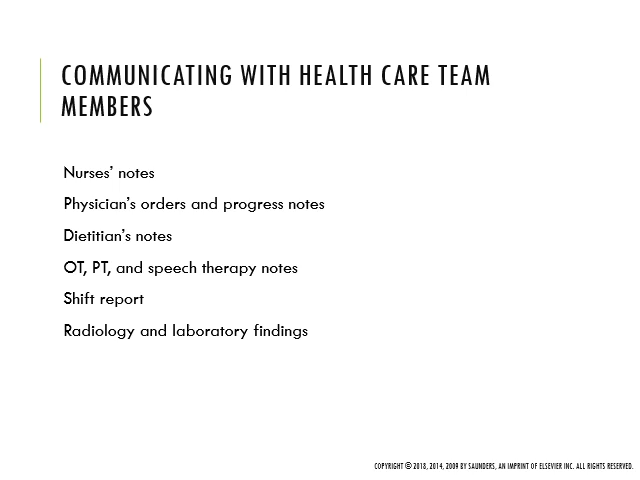 COMMUNICATING WITH HEALTH CARE TEAM
MEMBERS
Nurses’ notes
Physician’s orders and progress notes
Dietitian’s notes
OT, PT, and speech therapy notes
Shift report
Radiology and laboratory findings
COPYRIGHT © 2018, 2014, 2009 BY SAUNDERS, AN IMPRINT OF ELSEVIER INC. ALL RIGHTS RESERVED.